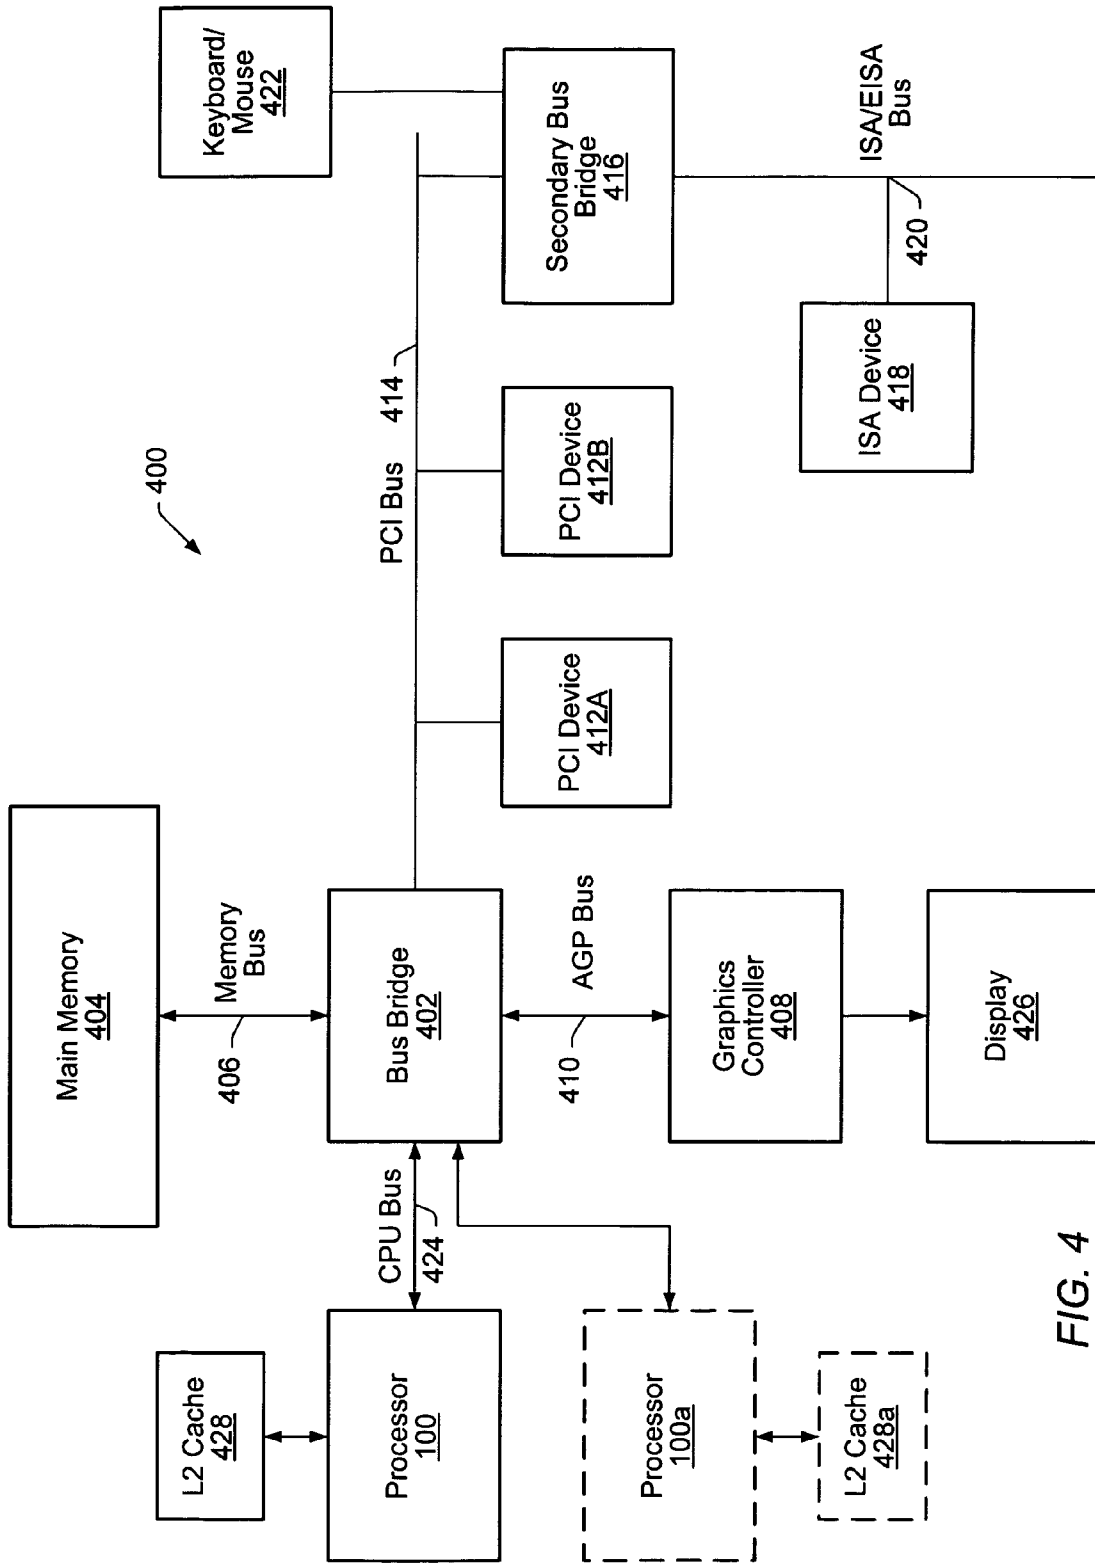 400
Main Memory
404
406
Memory
Bus
L2 Cache
428
Processor
100
CPU Bus
424
Bus Bridge
402
PCI Bus
414
Keyboard/
Mouse
422
Processor
100a
L2 Cache
428a
410
AGP Bus
Graphics
Controller
408
Display
426
PCI Device
412A
PCI Device
412B
Secondary Bus
Bridge
416
ISA Device
418
420
ISA/EISA
Bus
FIG. 4